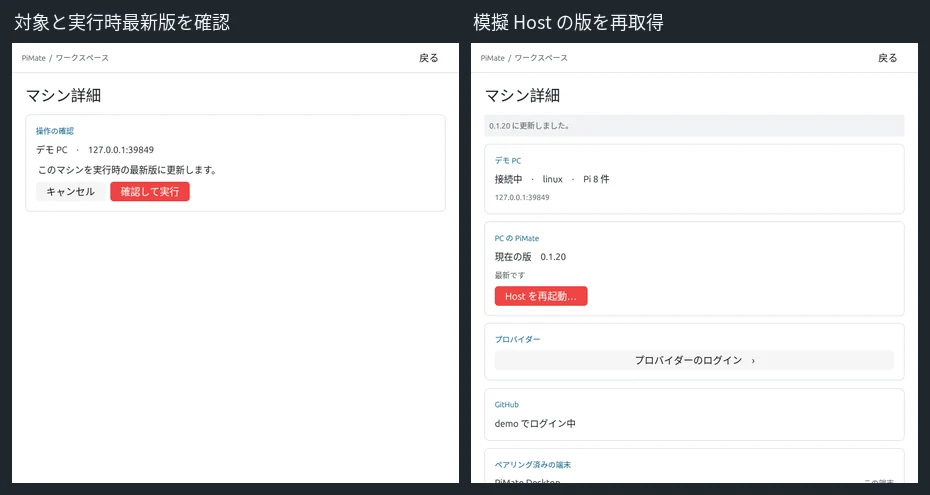 対象と実行時最新版を確認
PiMate / ワークスペース
戻る
マシン詳細
操作の確認
デモ PC · 127.0.0.1:39849
このマシンを実行時の最新版に更新します。
キャンセル
確認して実行
模擬 Host の版を再取得
PiMate / ワークスペース
戻る
マシン詳細
0.1.20 に更新しました。
デモ PC
接続中 · linux · Pi 8 件
127.0.0.1:39849
PC の PiMate
現在の版 0.1.20
最新です
Host を再起動…
プロバイダー
プロバイダーのログイン ›
GitHub
demo でログイン中
ペアリング済みの端末
PiMate Desktop
この端末